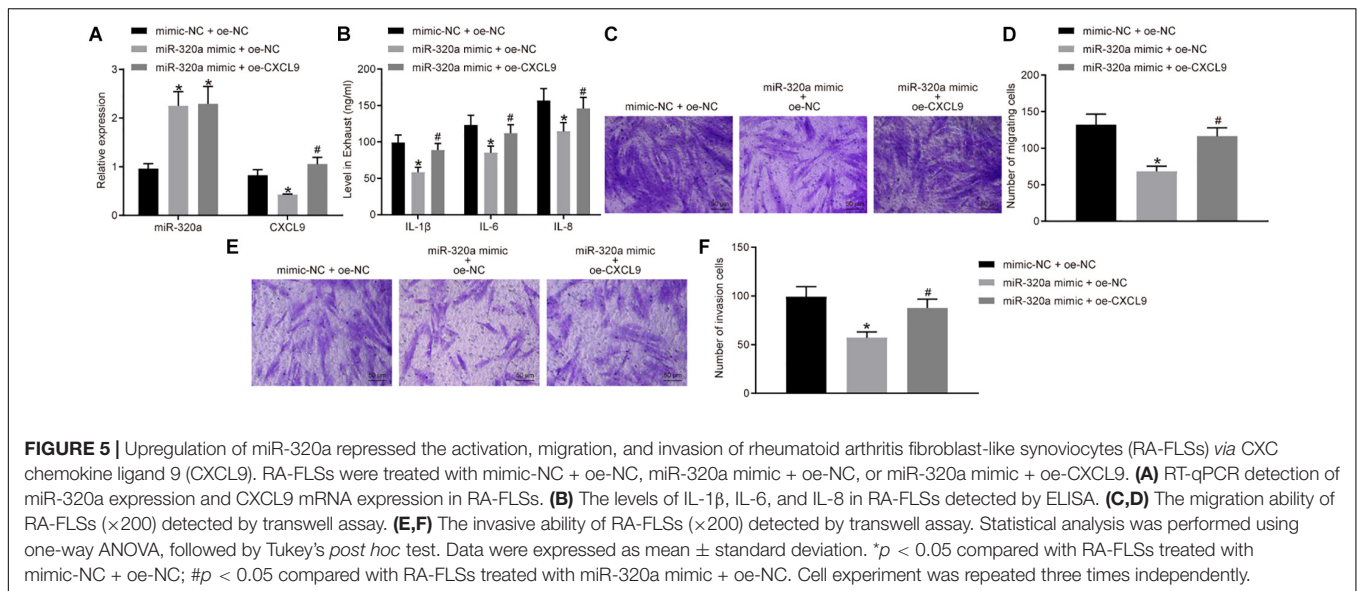 A
mimic-NC + oe-NC
miR-320a mimic + oe-NC
miR-320a mimic + oe-CXCL9
Relative expression
3
2
1
0
* *
* #
miR-320a CXCL9
B
mimic-NC + oe-NC
miR-320a mimic + oe-NC
miR-320a mimic + oe-CXCL9
Level in Exhaust (ng/ml)
200
150
100
50
0
* # * # * #
IL-1β IL-6 IL-8
C
mimic-NC + oe-NC
miR-320a mimic
+
oe-NC
miR-320a mimic
+
oe-CXCL9
50 μm
50 μm
50 μm
D
mimic-NC + oe-NC
miR-320a mimic + oe-NC
miR-320a mimic + oe-CXCL9
Number of migrating cells
200
150
100
50
0
* #
E
mimic-NC + oe-NC
miR-320a mimic
+
oe-NC
miR-320a mimic
+
oe-CXCL9
50 μm
50 μm
50 μm
F
Number of invasion cells
150
100
50
0
* #
mimic-NC + oe-NC
miR-320a mimic + oe-NC
miR-320a mimic + oe-CXCL9
FIGURE 5 | Upregulation of miR-320a repressed the activation, migration, and invasion of rheumatoid arthritis fibroblast-like synoviocytes (RA-FLSs) via CXC
chemokine ligand 9 (CXCL9). RA-FLSs were treated with mimic-NC + oe-NC, miR-320a mimic + oe-NC, or miR-320a mimic + oe-CXCL9. (A) RT-qPCR detection of
miR-320a expression and CXCL9 mRNA expression in RA-FLSs. (B) The levels of IL-1β, IL-6, and IL-8 in RA-FLSs detected by ELISA. (C,D) The migration ability of
RA-FLSs (×200) detected by transwell assay. (E,F) The invasive ability of RA-FLSs (×200) detected by transwell assay. Statistical analysis was performed using
one-way ANOVA, followed by Tukey's post hoc test. Data were expressed as mean ± standard deviation. *p < 0.05 compared with RA-FLSs treated with
mimic-NC + oe-NC; #p < 0.05 compared with RA-FLSs treated with miR-320a mimic + oe-NC. Cell experiment was repeated three times independently.